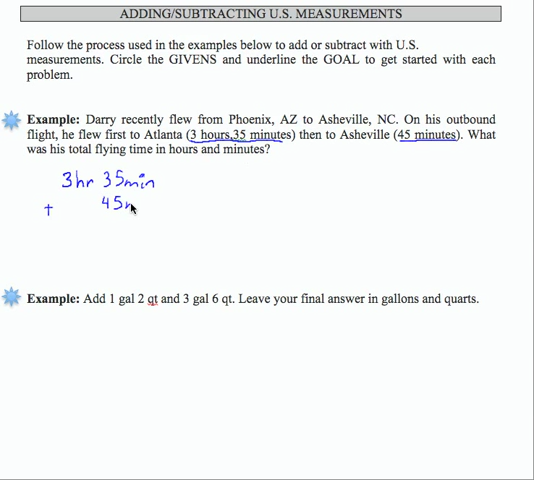 ADDING/SUBTRACTING U.S. MEASUREMENTS
Follow the process used in the examples below to add or subtract with U.S.
measurements. Circle the GIVENS and underline the GOAL to get started with each
problem.
Example: Darry recently flew from Phoenix, AZ to Asheville, NC. On his outbound
flight, he flew first to Atlanta (3 hours,35 minutes) then to Asheville (45 minutes). What
was his total flying time in hours and minutes?
3hr 35min
+ 45m
Example: Add 1 gal 2 qt and 3 gal 6 qt. Leave your final answer in gallons and quarts.